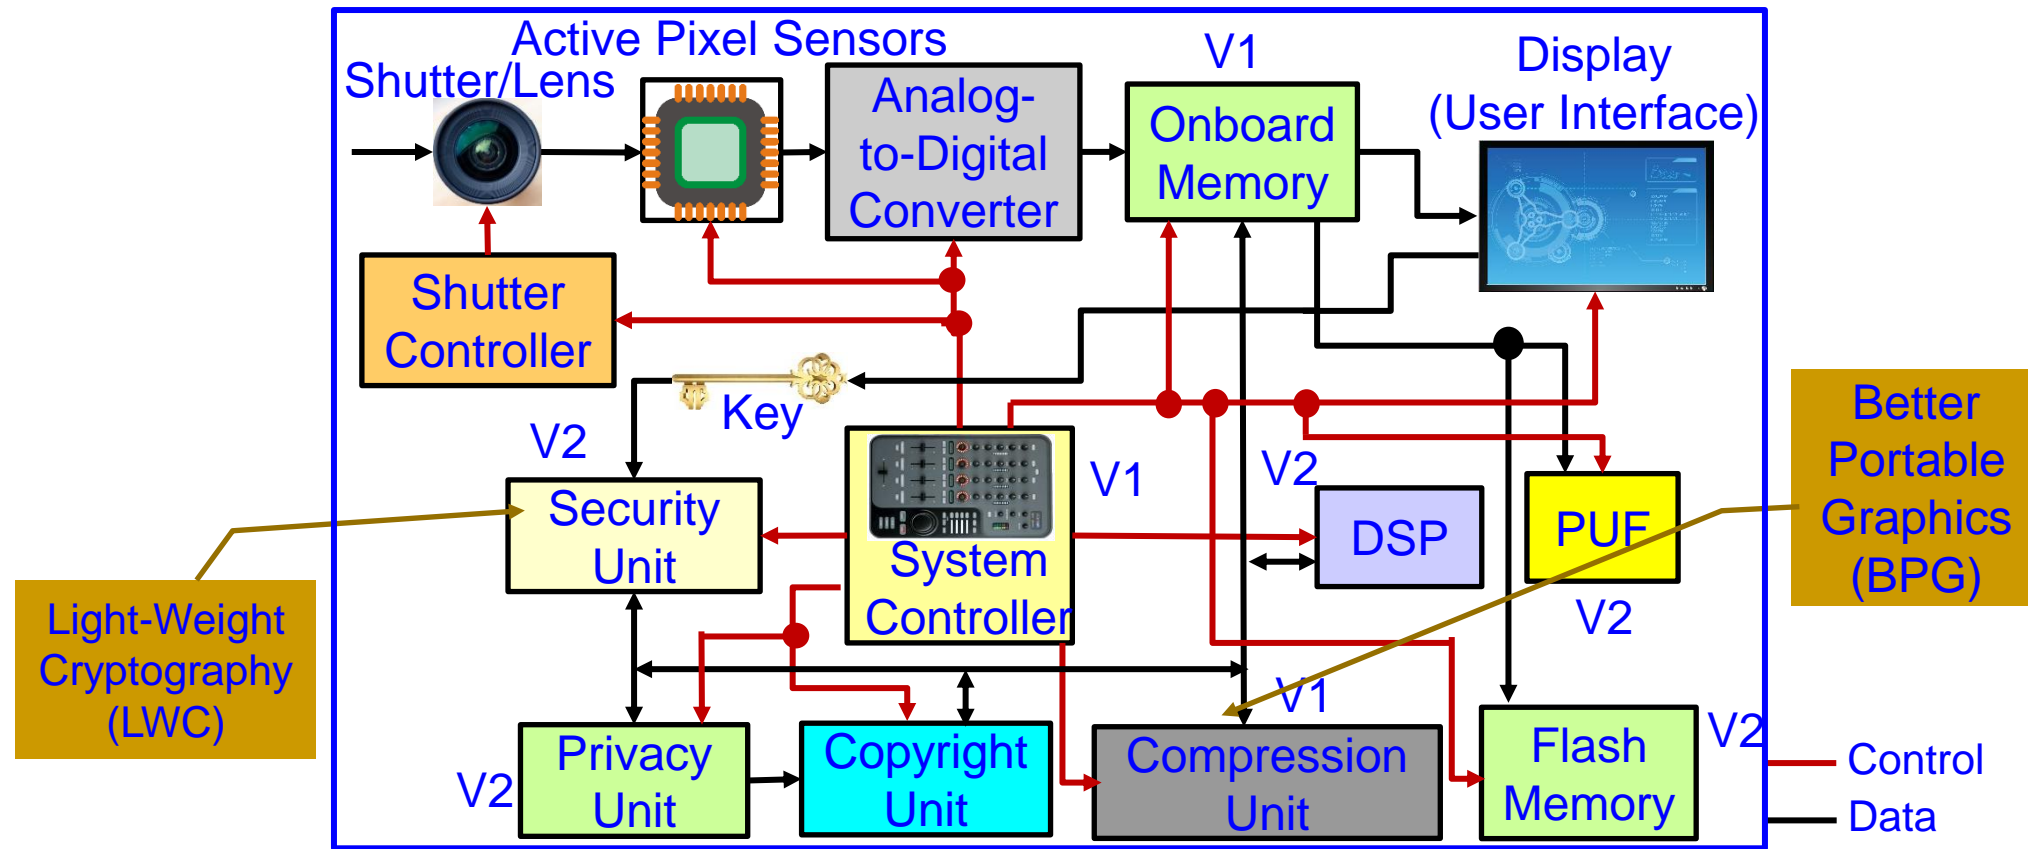 Active Pixel Sensors
Shutter/Lens
Analog-
to-Digital
Converter
V1
Onboard
Memory
Display
(User Interface)
Shutter
Controller
Key
V2
Security
Unit
System
Controller
V1
V2
DSP
PUF
V2
Better
Portable
Graphics
(BPG)
Light-Weight
Cryptography
(LWC)
V2
Privacy
Unit
Copyright
Unit
V1
Compression
Unit
Flash
Memory
V2
Control
Data